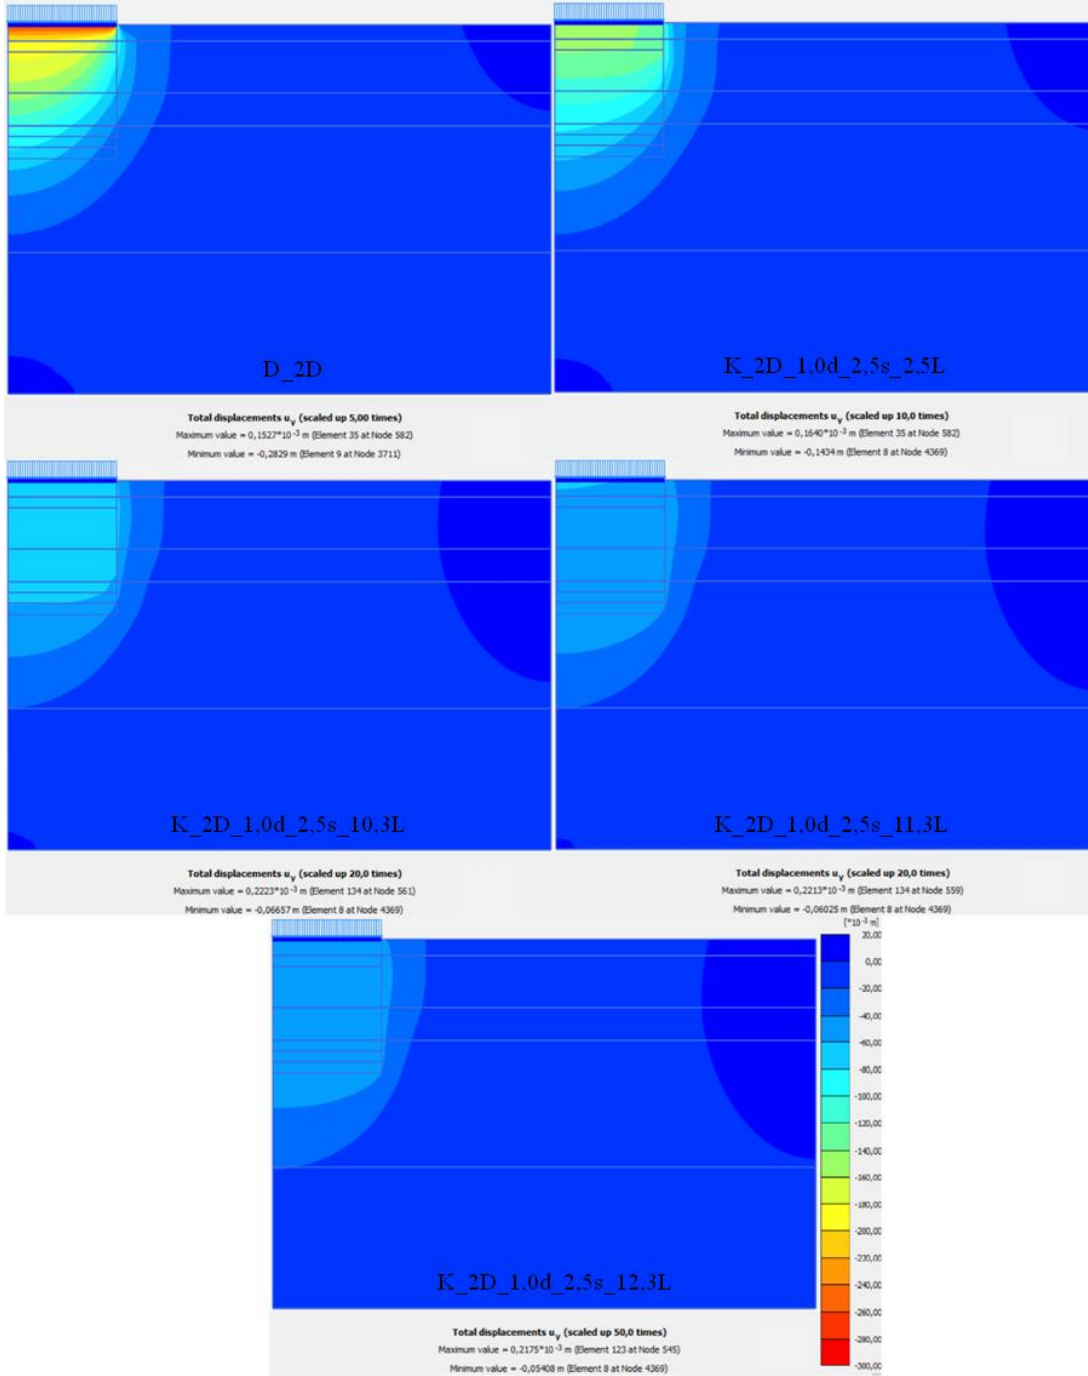 D_2D
Total displacements uy (scaled up 5,00 times)
Maximum value = 0,1527*10-3 m (Element 35 at Node 582)
Minimum value = -0,2829 m (Element 9 at Node 3711)
K_2D_1,0d_2,5s_2,5L
Total displacements uy (scaled up 10,0 times)
Maximum value = 0,1640*10-3 m (Element 35 at Node 582)
Minimum value = -0,1434 m (Element 8 at Node 4369)
K_2D_1,0d_2,5s_10,3L
Total displacements uy (scaled up 20,0 times)
Maximum value = 0,2223*10-3 m (Element 134 at Node 561)
Minimum value = -0,06657 m (Element 8 at Node 4369)
K_2D_1,0d_2,5s_11,3L
Total displacements uy (scaled up 20,0 times)
Maximum value = 0,2213*10-3 m (Element 134 at Node 559)
Minimum value = -0,06025 m (Element 8 at Node 4369)
K_2D_1,0d_2,5s_12,3L
Total displacements uy (scaled up 50,0 times)
Maximum value = 0,2175*10-3 m (Element 123 at Node 545)
Minimum value = -0,05408 m (Element 8 at Node 4369)
[*10-3 m]
20,00
0,00
-20,00
-40,00
-60,00
-80,00
-100,00
-120,00
-140,00
-160,00
-180,00
-200,00
-220,00
-240,00
-260,00
-280,00
-300,00